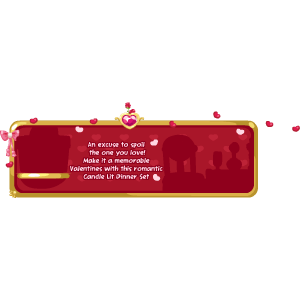 An excuse to spoil
the one you love!
Make it a memorable
Valentines with this romantic
Candle Lit Dinner Set